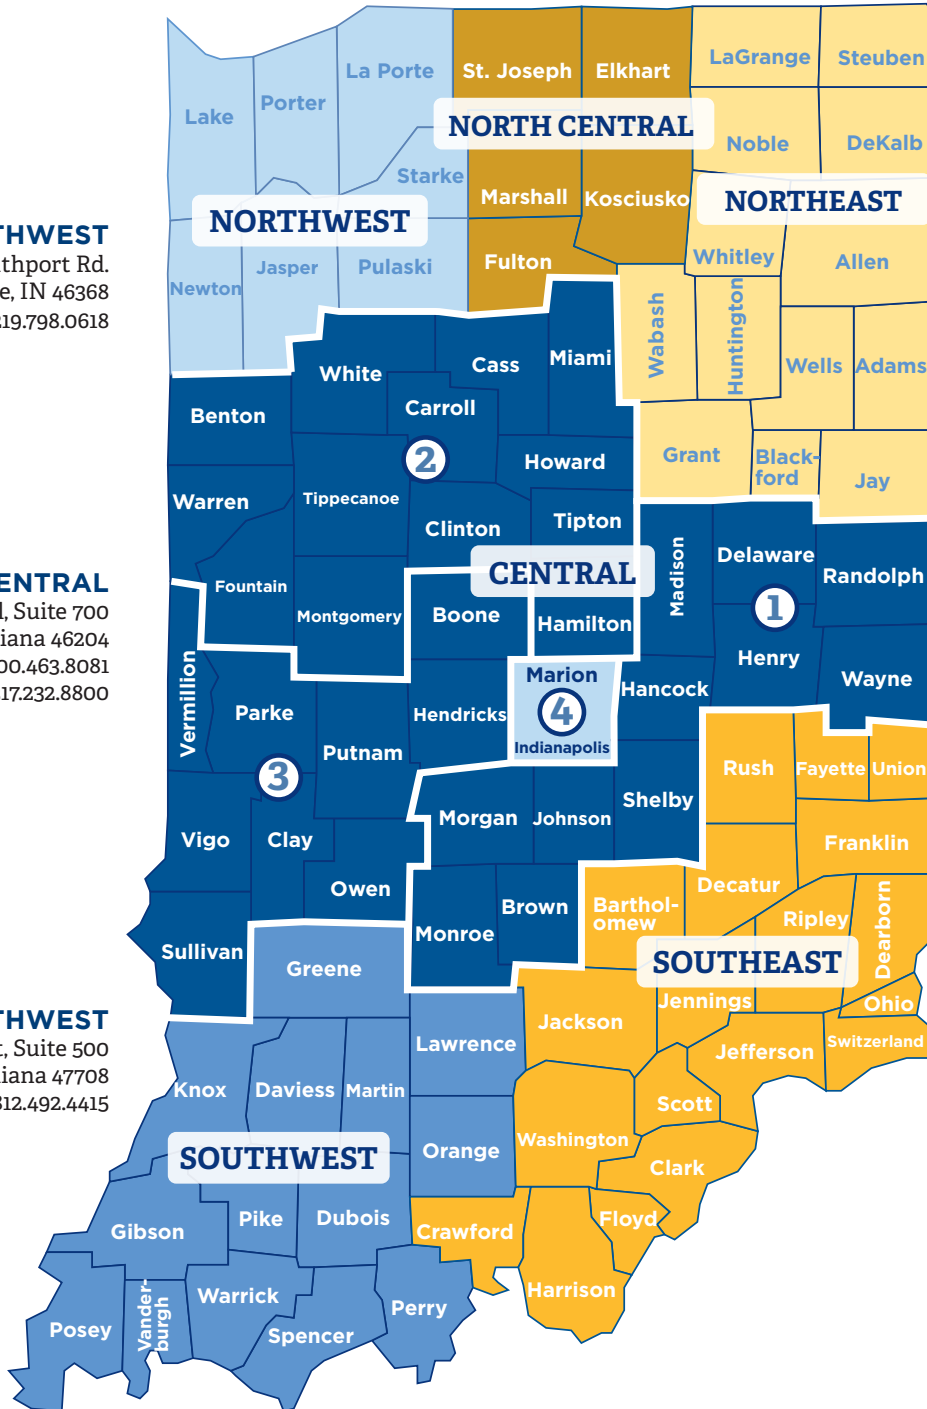 LaGrange
Steuben
La Porte
St. Joseph
Elkhart
Porter
Lake
NORTH CENTRAL
Noble
DeKalb
Starke
Marshall
Kosciusko
NORTHEAST
NORTHWEST
Whitley
Allen
Fulton
Jasper
Pulaski
Newton
THWEST
thport Rd.
e, IN 46368
219.798.0618
Wabash
Huntington
Wells
Adams
White
Cass
Miami
Benton
Carroll
2
Howard
Grant
Black-
ford
Jay
Warren
Tippecanoe
Clinton
Tipton
Fountain
Montgomery
CENTRAL
Boone
Hamilton
Madison
Delaware
Randolph
1
Henry
Wayne
ENTRAL
l, Suite 700
iana 46204
00.463.8081
17.232.8800
Vermillion
Parke
Putnam
Hendricks
Marion
4
Indianapolis
Hancock
3
Rush
Fayette
Union
Vigo
Clay
Morgan
Johnson
Shelby
Franklin
Owen
Brown
Monroe
Barthol-
omew
Decatur
Ripley
Dearborn
Sullivan
Greene
SOUTHEAST
Jennings
Ohio
Jackson
Jefferson
Switzerland
THWEST
t, Suite 500
iana 47708
812.492.4415
Lawrence
Knox
Daviess
Martin
Scott
Washington
Orange
SOUTHWEST
Clark
Gibson
Pike
Dubois
Crawford
Floyd
Harrison
Warrick
Perry
Posey
Vander-
burgh
Spencer